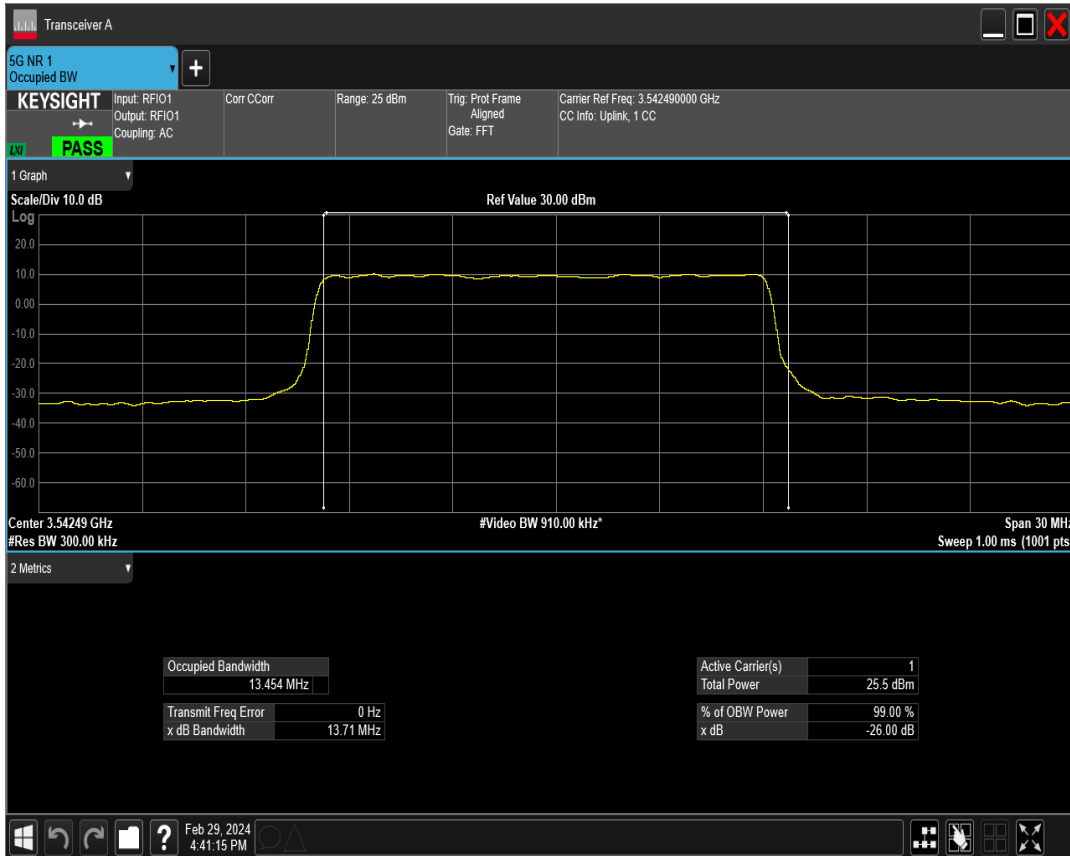 Transceiver A
5G NR 1
Occupied BW
+
KEYSIGHT
LXI
PASS
Input: RFIO1
Output: RFIO1
Coupling: AC
Corr CCorr
Range: 25 dBm
Trig: Prot Frame
Aligned
Gate: FFT
Carrier Ref Freq: 3.542490000 GHz
CC Info: Uplink, 1 CC
1 Graph
Scale/Div 10.0 dB
Ref Value 30.00 dBm
Log
20.0
10.0
0.00
-10.0
-20.0
-30.0
-40.0
-50.0
-60.0
Center 3.54249 GHz
#Video BW 910.00 kHz*
Span 30 MHz
#Res BW 300.00 kHz
Sweep 1.00 ms (1001 pts
2 Metrics
Occupied Bandwidth
13.454 MHz
Transmit Freq Error 0 Hz
x dB Bandwidth 13.71 MHz
Active Carrier(s) 1
Total Power 25.5 dBm
% of OBW Power 99.00 %
x dB -26.00 dB
?
Feb 29, 2024
4:41:15 PM